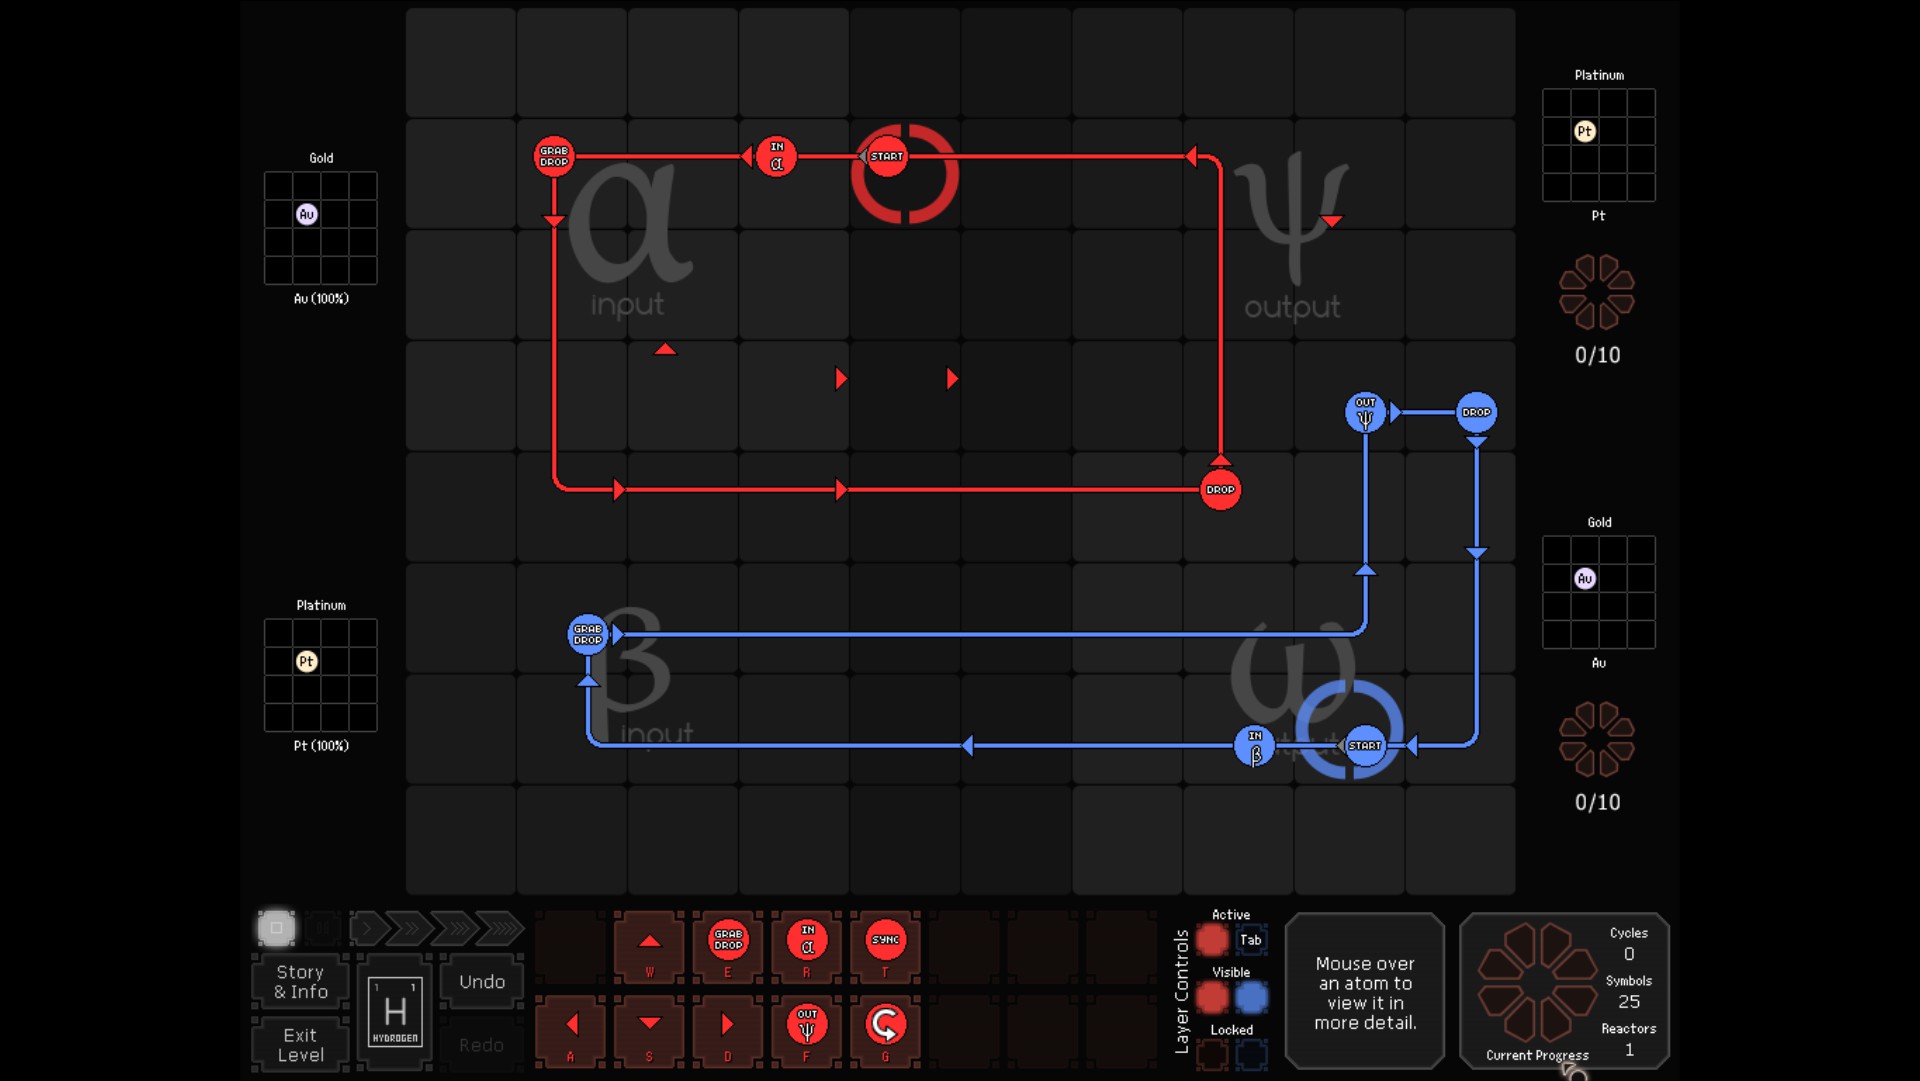 Platinum
Pt
Pt
0/10
Gold
Au
Au (100%)
GRAB
DROP
IN
α
START
α
input
ψ
output
OUT
ψ
DROP
DROP
Gold
Au
Au
0/10
Platinum
Pt
Pt (100%)
GRAB
DROP
β
input
ω
IN
β
START
Story
& Info
Exit
Level
1 1
H
HYDROGEN
Undo
Redo
W
GRAB
DROP
E
IN
α
R
SYNC
T
A
S
D
OUT
ψ
F
G
Layer Controls
Active
Tab
Visible
Locked
Mouse over
an atom to
view it in
more detail.
Cycles
0
Symbols
25
Reactors
1
Current Progress